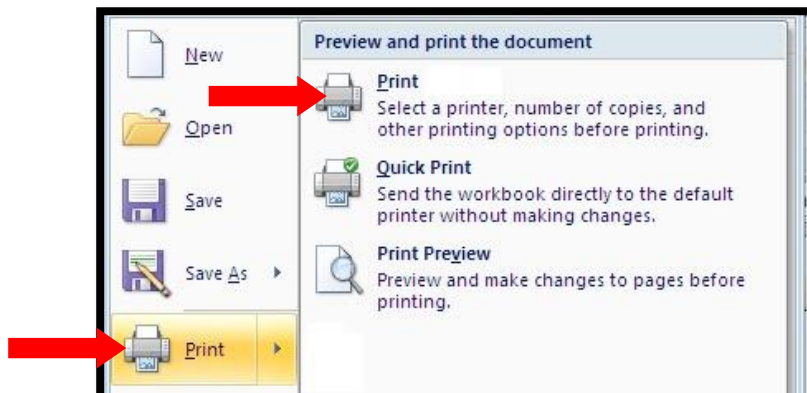 New
Open
Save
Save As
Print
Preview and print the document
Print
Select a printer, number of copies, and
other printing options before printing.
Quick Print
Send the workbook directly to the default
printer without making changes.
Print Preview
Preview and make changes to pages before
printing.